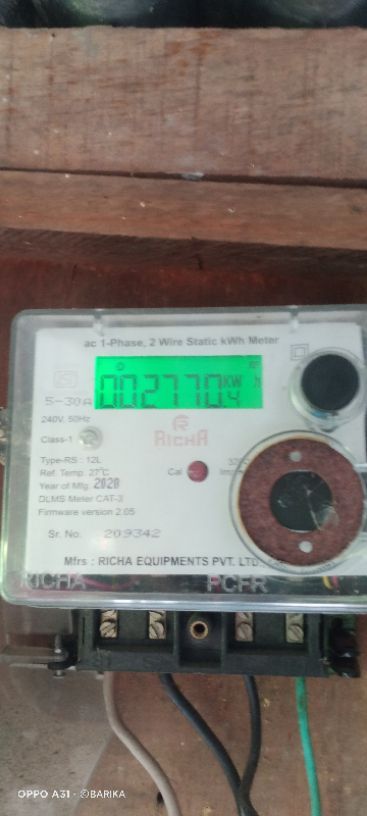 ac 1-Phase, 2 Wire Static kWh Meter
002770.4 KW h
5-30A
240V, 50Hz
RICHA
Class-1
Type-RS : 12L
Cal
Ref. Temp. 27°C
Year of Mfg. 2020
DLMS Meter CAT-3
Firmware version 2.05
Sr. No. 209342
Mfrs : RICHA EQUIPMENTS PVT. LTD.
RICHA PCFR
OPPO A31 · ©BARIKA